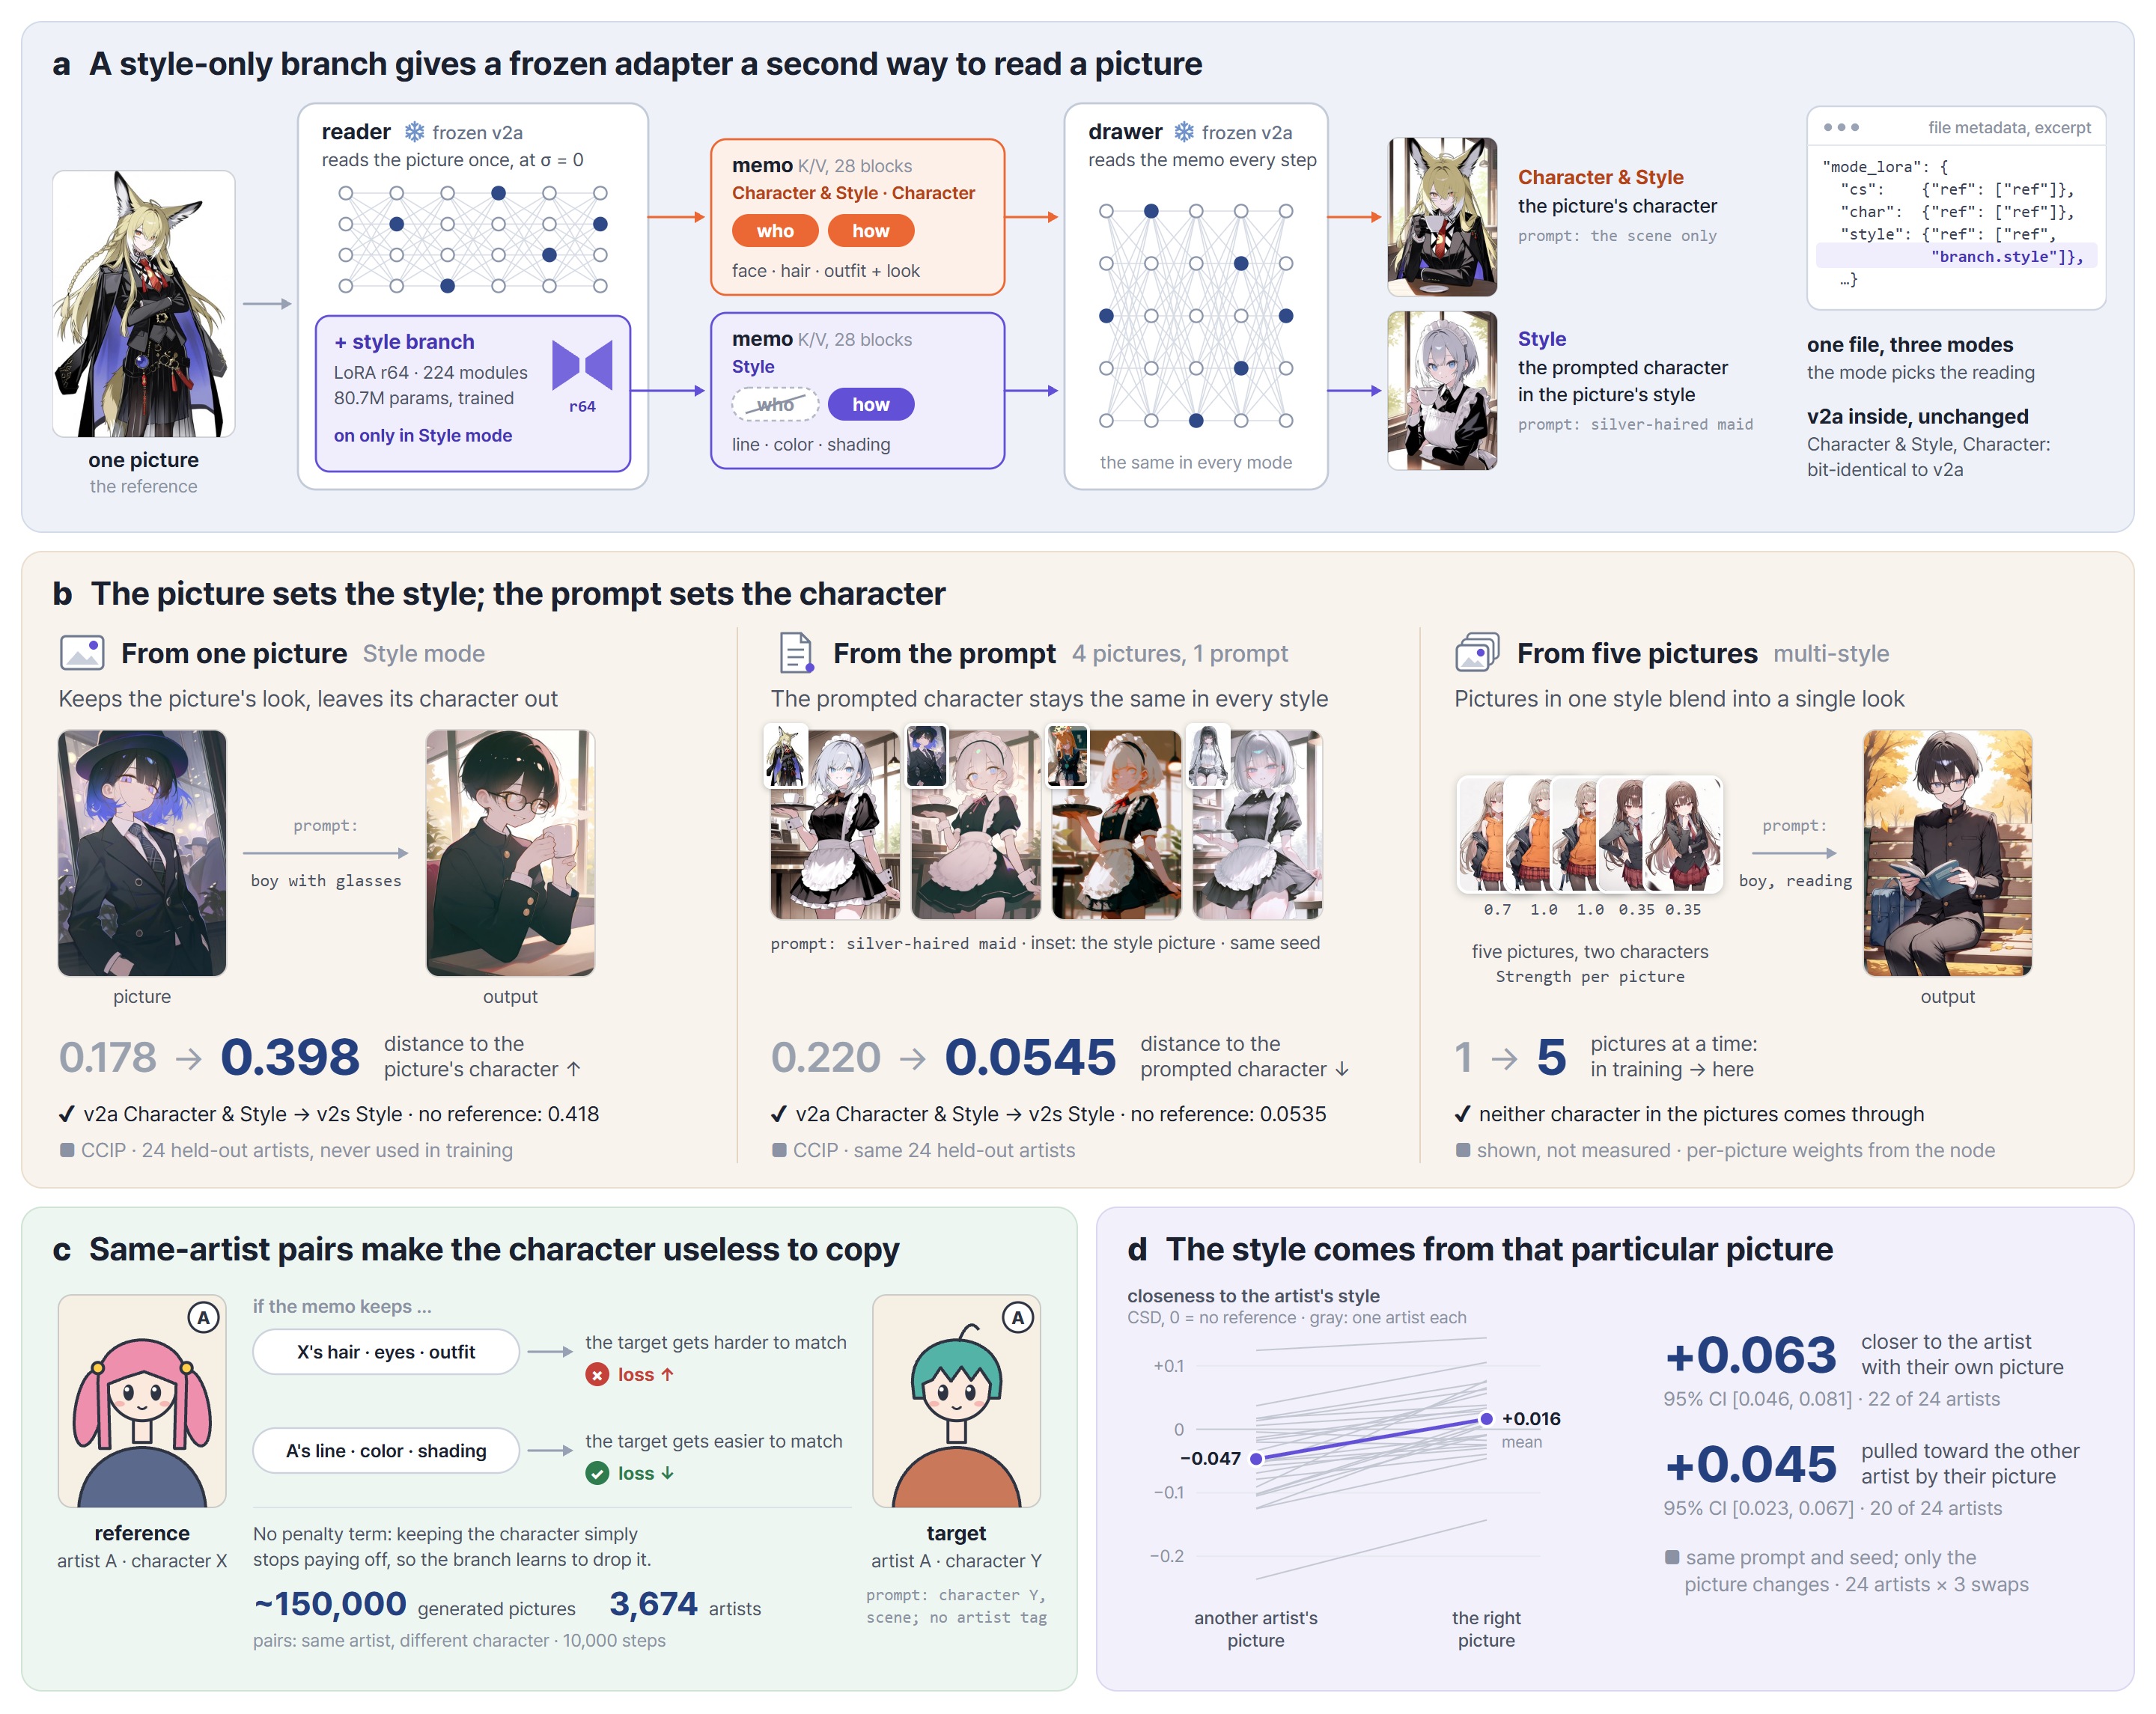 a A style-only branch gives a frozen adapter a second way to read a picture
one picture
the reference
reader frozen v2a
reads the picture once, at σ = 0
+ style branch
LoRA r64 · 224 modules
80.7M params, trained
on only in Style mode
r64
memo K/V, 28 blocks
Character & Style · Character
who how
face · hair · outfit + look
memo K/V, 28 blocks
Style
who how
line · color · shading
drawer frozen v2a
reads the memo every step
the same in every mode
Character & Style
the picture's character
prompt: the scene only
Style
the prompted character
in the picture's style
prompt: silver-haired maid
file metadata, excerpt
"mode_lora": {
"cs": {"ref": ["ref"]},
"char": {"ref": ["ref"]},
"style": {"ref": ["ref",
"branch.style"]},
…}
one file, three modes
the mode picks the reading
v2a inside, unchanged
Character & Style, Character:
bit-identical to v2a
b The picture sets the style; the prompt sets the character
From one picture Style mode
Keeps the picture's look, leaves its character out
prompt:
boy with glasses
picture
output
0.178 → 0.398 distance to the
picture's character ↑
✔ v2a Character & Style → v2s Style · no reference: 0.418
CCIP · 24 held-out artists, never used in training
From the prompt 4 pictures, 1 prompt
The prompted character stays the same in every style
prompt: silver-haired maid · inset: the style picture · same seed
0.220 → 0.0545 distance to the
prompted character ↓
✔ v2a Character & Style → v2s Style · no reference: 0.0535
CCIP · same 24 held-out artists
From five pictures multi-style
Pictures in one style blend into a single look
0.7 1.0 1.0 0.35 0.35
five pictures, two characters
Strength per picture
prompt:
boy, reading
output
1 → 5 pictures at a time:
in training → here
✔ neither character in the pictures comes through
shown, not measured · per-picture weights from the node
c Same-artist pairs make the character useless to copy
A
reference
artist A · character X
if the memo keeps ...
X's hair · eyes · outfit
the target gets harder to match
loss ↑
A's line · color · shading
the target gets easier to match
loss ↓
No penalty term: keeping the character simply
stops paying off, so the branch learns to drop it.
~150,000 generated pictures 3,674 artists
pairs: same artist, different character · 10,000 steps
A
target
artist A · character Y
prompt: character Y,
scene; no artist tag
d The style comes from that particular picture
closeness to the artist's style
CSD, 0 = no reference · gray: one artist each
+0.1
0
−0.1
−0.2
−0.047
+0.016
mean
another artist's
picture
the right
picture
+0.063 closer to the artist
with their own picture
95% CI [0.046, 0.081] · 22 of 24 artists
+0.045 pulled toward the other
artist by their picture
95% CI [0.023, 0.067] · 20 of 24 artists
same prompt and seed; only the
picture changes · 24 artists × 3 swaps